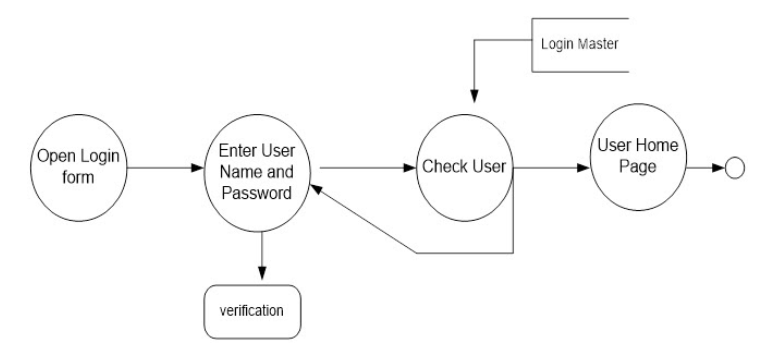 Login Master
Open Login
form
Enter User
Name and
Password
Check User
User Home
Page
verification